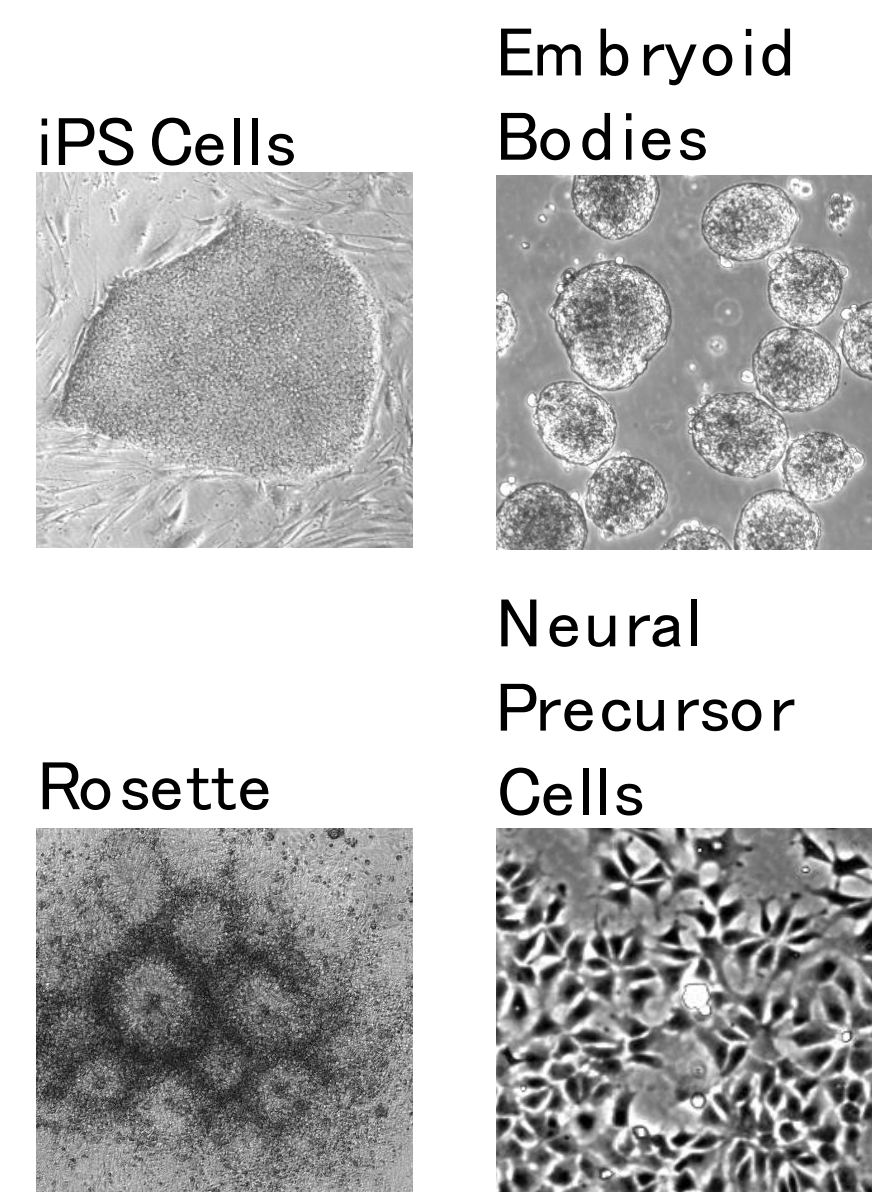 iPS Cells
Embryoid
Bodies
Rosette
Neural
Precursor
Cells